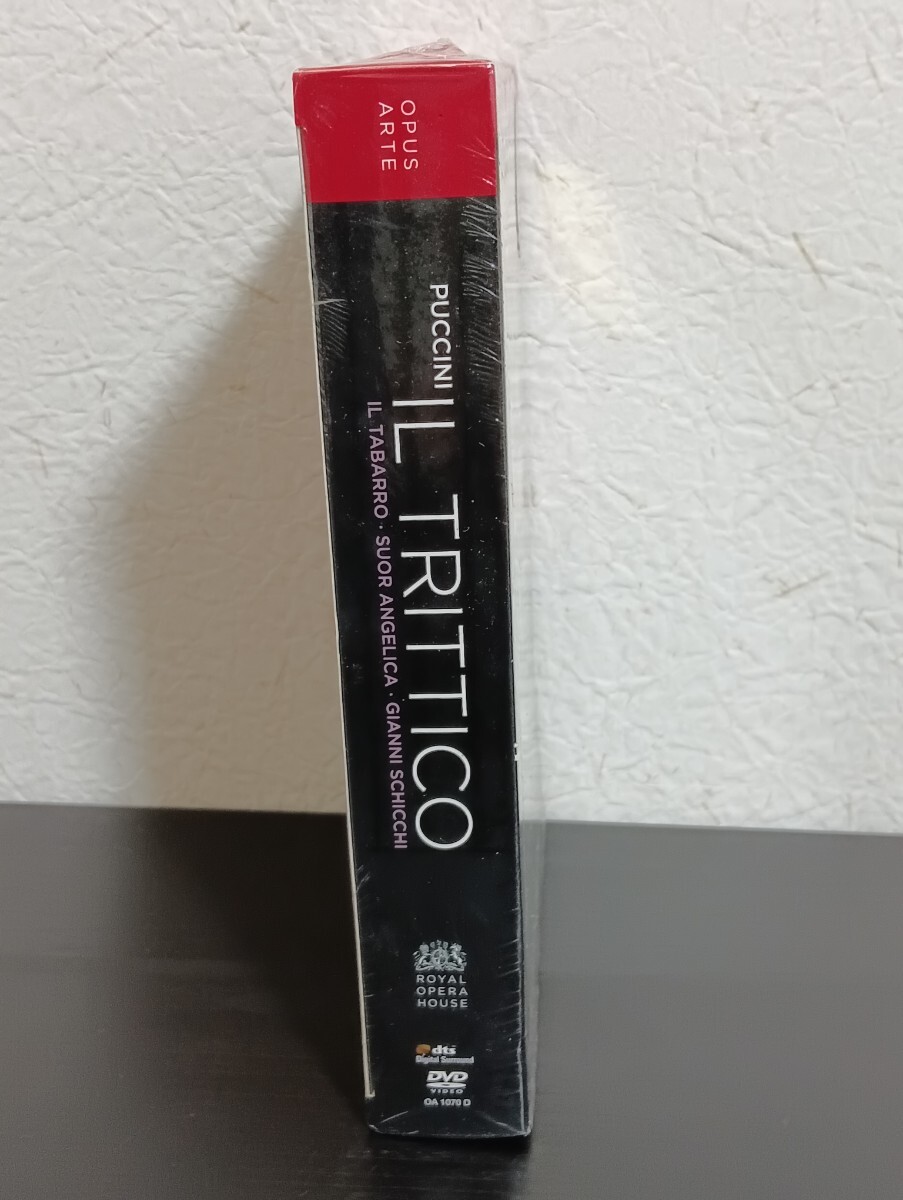 OPUS
ARTE
PUCCINI IL TRITTICO
IL TABARRO · SUOR ANGELICA · GIANNI SCHICCHI
ROYAL
OPERA
HOUSE
dts
Digital Surround
DVD
VIDEO
OA 1070 D